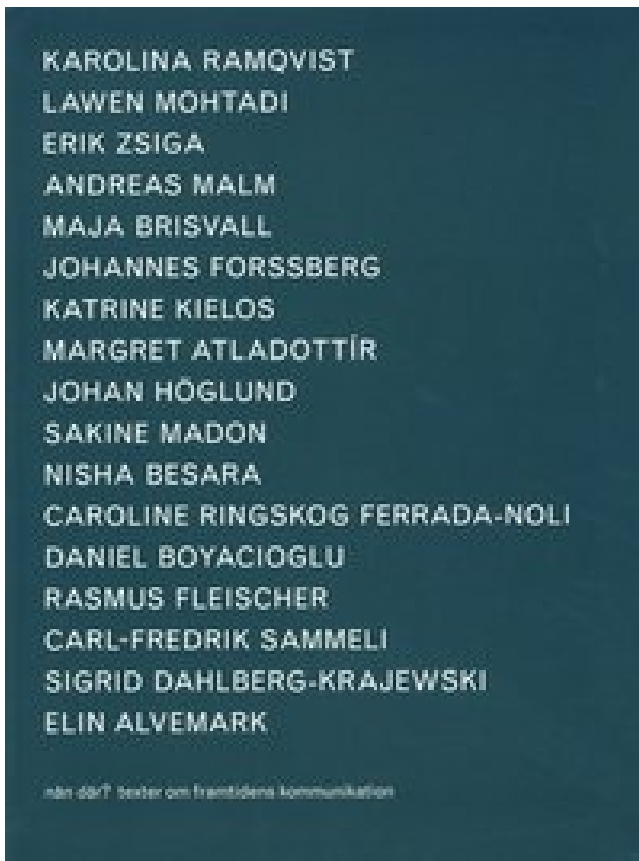 KAROLINA RAMQVIST
LAWEN MOHTADI
ERIK ZSIGA
ANDREAS MALM
MAJA BRISVALL
JOHANNES FORSSBERG
KATRINE KIELOS
MARGRET ATLADOTTÍR
JOHAN HÖGLUND
SAKINE MADON
NISHA BESARA
CAROLINE RINGSKOG FERRADA-NOLI
DANIEL BOYACIOGLU
RASMUS FLEISCHER
CARL-FREDRIK SAMMELI
SIGRID DAHLBERG-KRAJEWSKI
ELIN ALVEMARK
nån där? texter om framtidens kommunikation